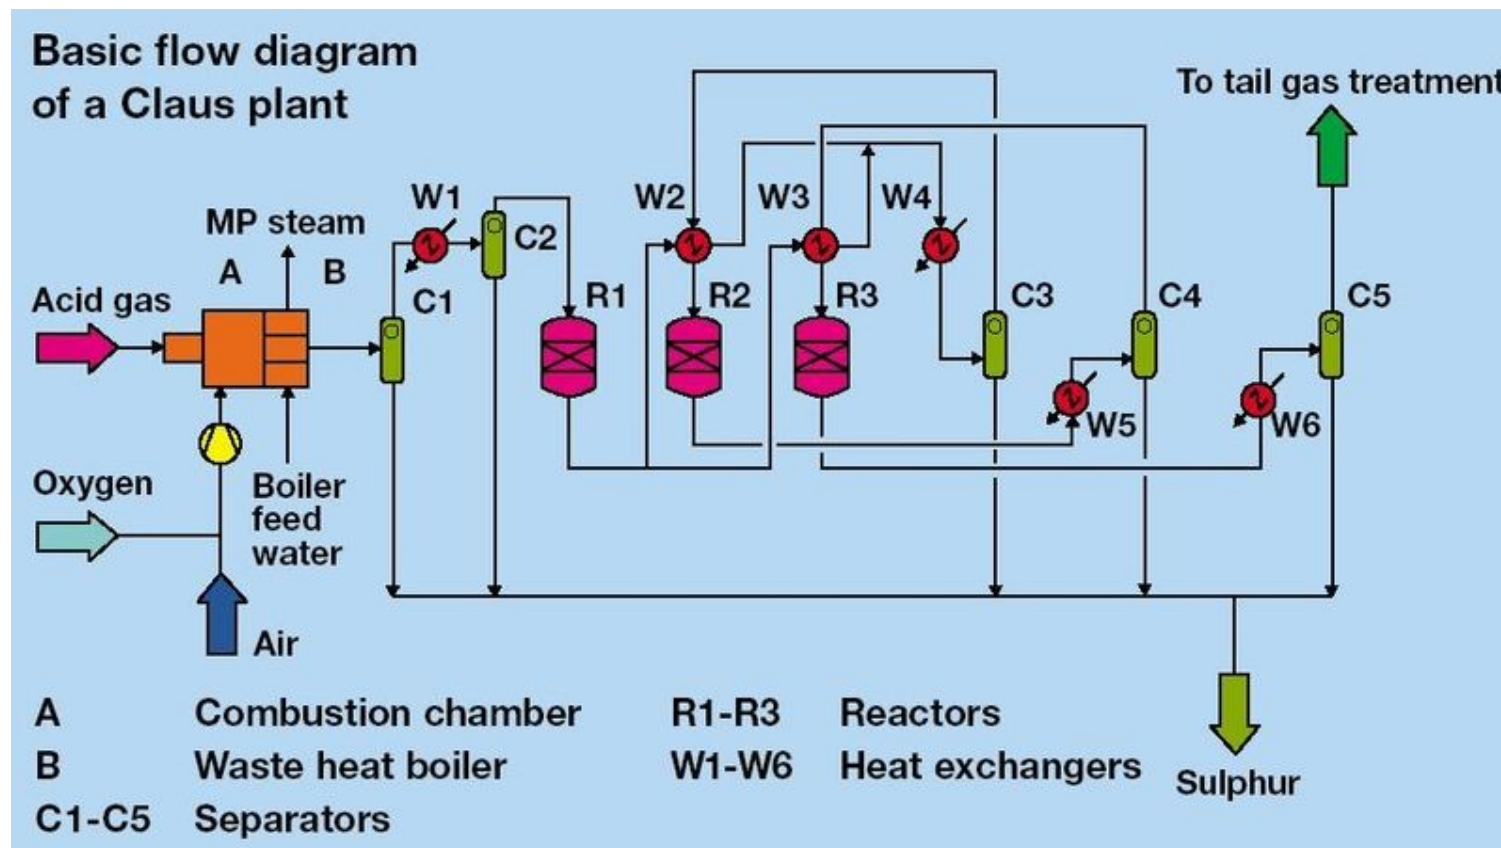 Basic flow diagram
of a Claus plant
To tail gas treatment
W1
W2
W3
W4
MP steam
C2
A
B
Acid gas
C1
R1
R2
R3
C3
C4
C5
W5
W6
Oxygen
Boiler
feed
water
Air
A Combustion chamber R1-R3 Reactors
B Waste heat boiler W1-W6 Heat exchangers
Sulphur
C1-C5 Separators